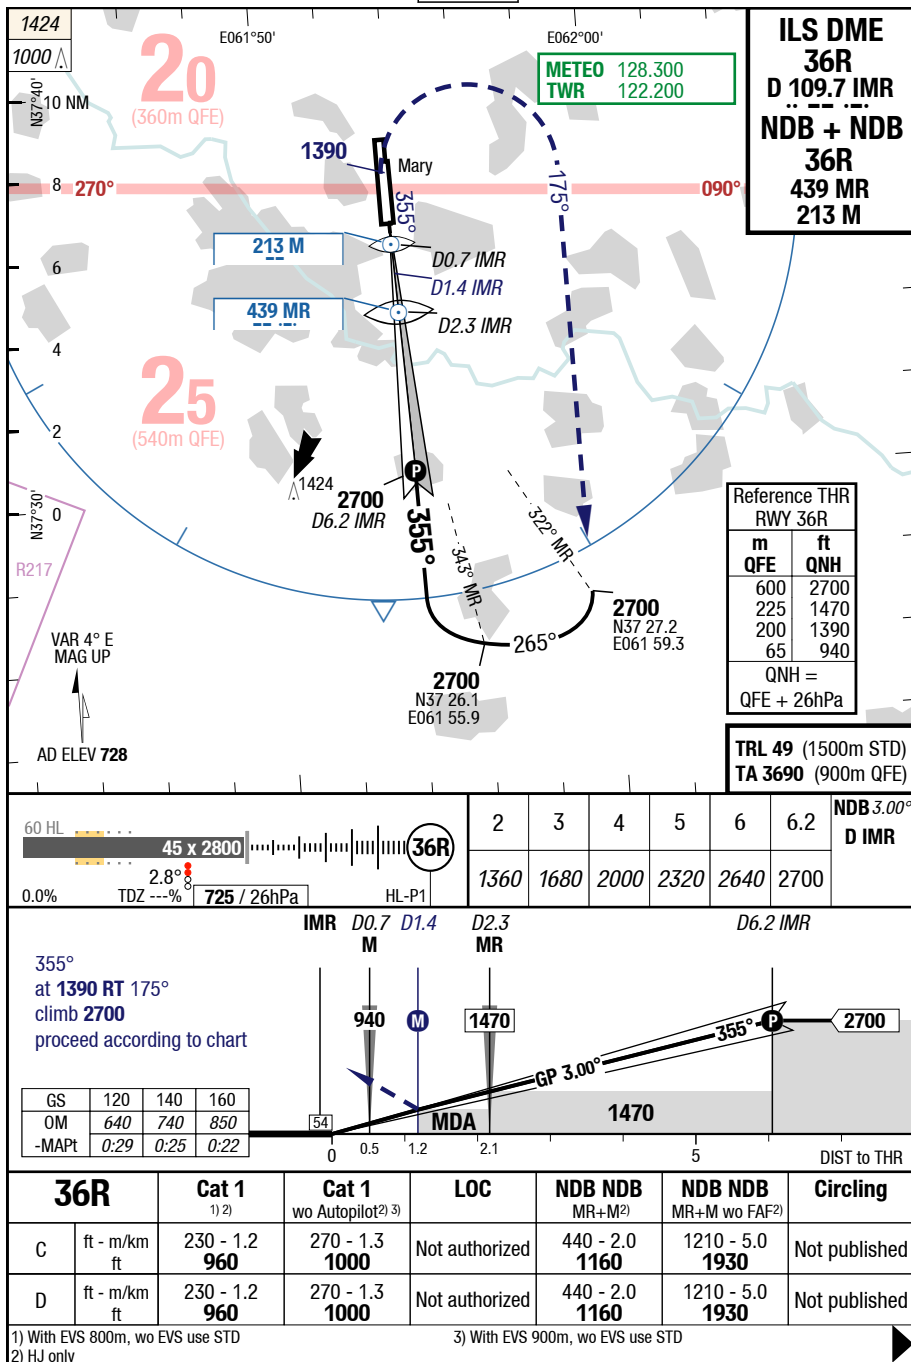 1424
1000
E061°50'
E062°00'
N37°40'
10 NM
20
(360m QFE)
METEO 128.300
TWR 122.200
ILS DME
36R
D 109.7 IMR
NDB + NDB
36R
439 MR
213 M
1390
Mary
8
270°
090°
355°
175°
213 M
D0.7 IMR
6
D1.4 IMR
439 MR
D2.3 IMR
4
25
(540m QFE)
2
1424
P
2700
D6.2 IMR
N37°30'
0
355°
343° MR
322° MR
R217
Reference THR
RWY 36R
m ft
QFE QNH
600 2700
225 1470
200 1390
65 940
QNH =
QFE + 26hPa
2700
N37 27.2
E061 59.3
265°
2700
N37 26.1
E061 55.9
VAR 4° E
MAG UP
AD ELEV 728
TRL 49 (1500m STD)
TA 3690 (900m QFE)
60 HL
45 x 2800
36R
2.8°
0.0%
TDZ ---%
725 / 26hPa
HL-P1
2 3 4 5 6 6.2 NDB 3.00°
D IMR
1360 1680 2000 2320 2640 2700
IMR D0.7 D1.4 D2.3 D6.2 IMR
M MR
355°
at 1390 RT 175°
climb 2700
proceed according to chart
940 M 1470 355° P 2700
GP 3.00°
MDA
1470
54
GS 120 140 160
OM 640 740 850
-MAPt 0:29 0:25 0:22
0 0.5 1.2 2.1 5 DIST to THR
36R Cat 1 Cat 1 LOC NDB NDB NDB NDB Circling
1) 2) wo Autopilot2) 3) MR+M2) MR+M wo FAF2)
C ft - m/km 230 - 1.2 270 - 1.3 Not authorized 440 - 2.0 1210 - 5.0 Not published
ft 960 1000 1160 1930
D ft - m/km 230 - 1.2 270 - 1.3 Not authorized 440 - 2.0 1210 - 5.0 Not published
ft 960 1000 1160 1930
1) With EVS 800m, wo EVS use STD 3) With EVS 900m, wo EVS use STD
2) HJ only